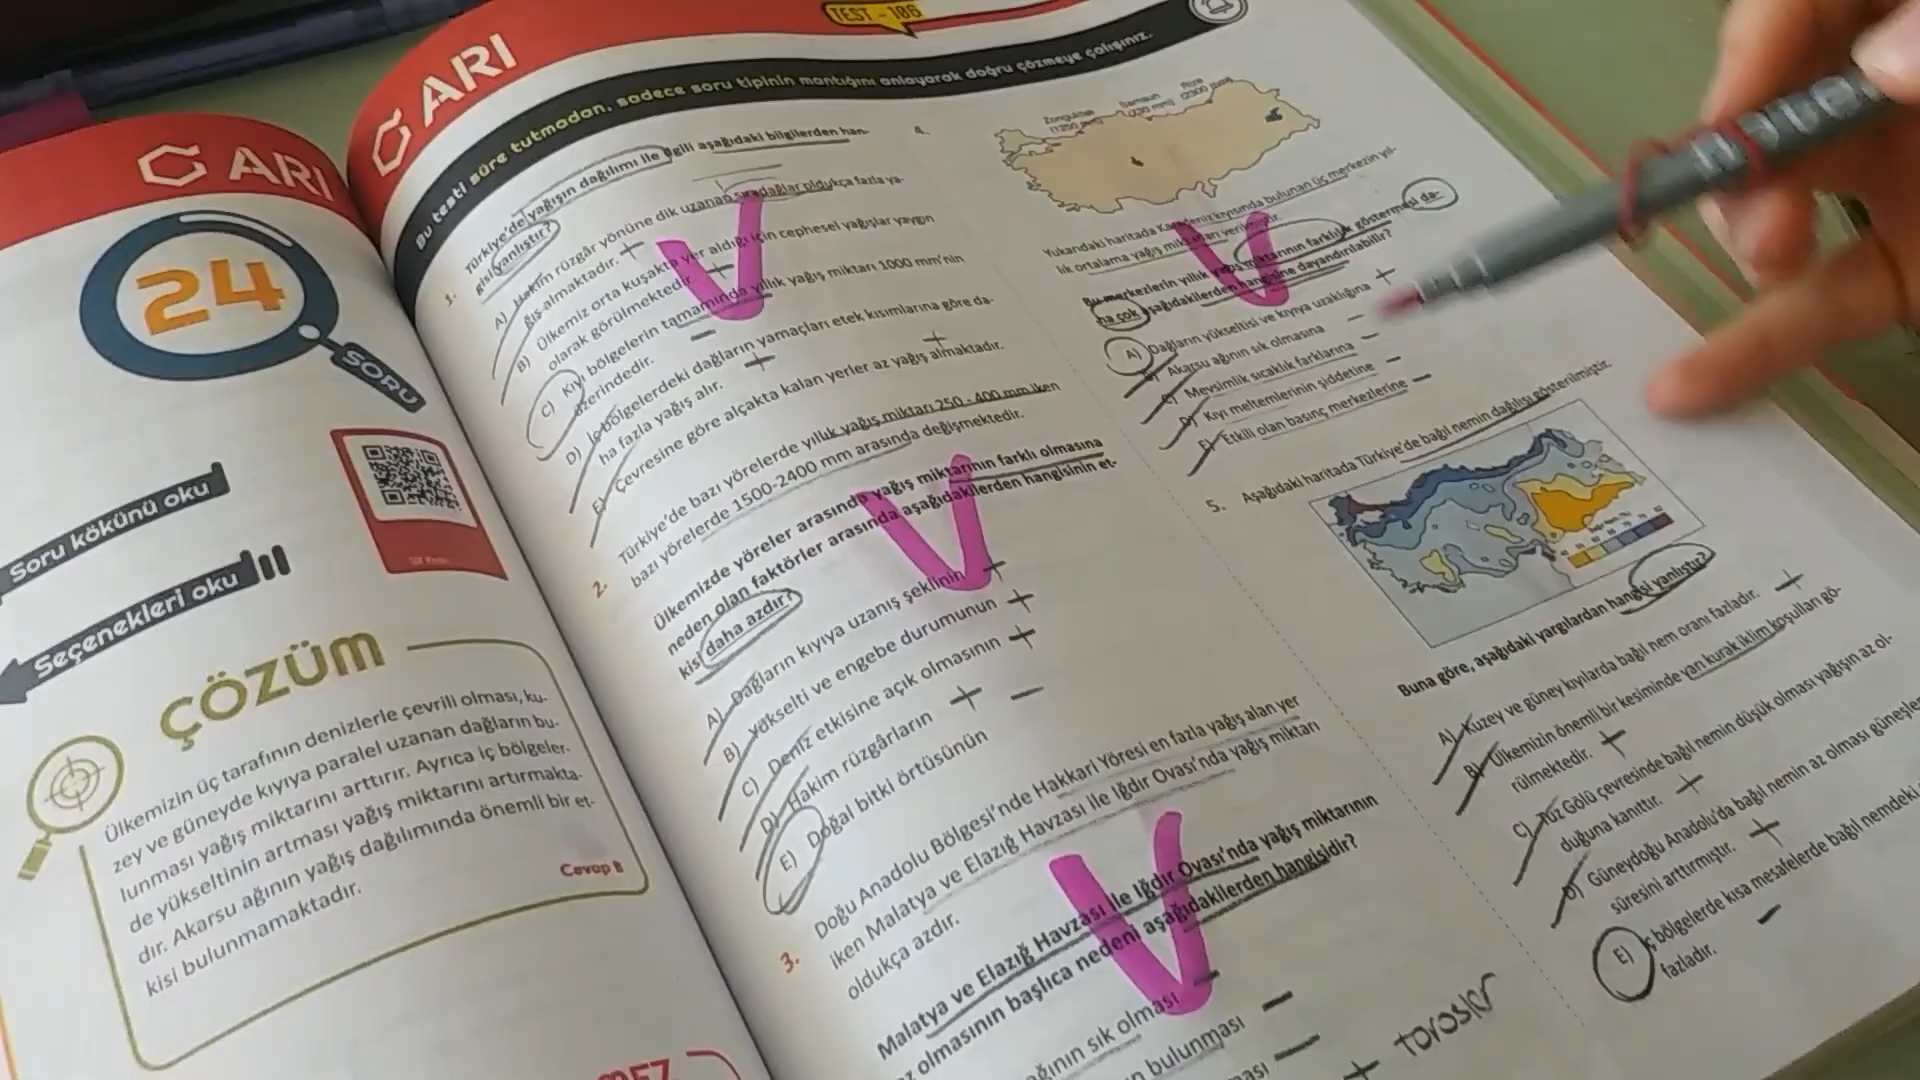 ARI
24
SORU
Soru kökünü oku
Seçenekleri oku
ÇÖZÜM
Ülkemizin üç tarafının denizlerle çevrili olması, ku-
zey ve güneyde kıyıya paralel uzanan dağların bu-
lunması yağış miktarını arttırır. Ayrıca iç bölgeler-
de yükseltinin artması yağış miktarını artırmakta-
dır. Akarsu ağının yağış dağılımında önemli bir et-
kisi bulunmamaktadır.
Cevap B
ARI
TEST - 186
Bu testi süre tutmadan, sadece soru tipinin mantığını anlayarak doğru çözmeye çalışınız.
1. Türkiye'de yağışın dağılımı ile ilgili aşağıdaki bilgilerden han-
gisi yanlıştır?
A) Hakim rüzgâr yönüne dik uzanan sıradağlar oldukça fazla ya-
ğış almaktadır. +
B) Ülkemiz orta kuşakta yer aldığı için cephesel yağışlar yaygın
olarak görülmektedir. +
C) Kıyı bölgelerin tamamında yıllık yağış miktarı 1000 mm'nin
üzerindedir. −
D) İç bölgelerdeki dağların yamaçları etek kısımlarına göre da-
ha fazla yağış alır. +
E) Çevresine göre alçakta kalan yerler az yağış almaktadır. +
2. Türkiye'de bazı yörelerde yıllık yağış miktarı 250 - 400 mm iken
bazı yörelerde 1500-2400 mm arasında değişmektedir.
Ülkemizde yöreler arasında yağış miktarının farklı olmasına
neden olan faktörler arasında aşağıdakilerden hangisinin et-
kisi daha azdır?
A) Dağların kıyıya uzanış şeklinin +
B) Yükselti ve engebe durumunun +
C) Deniz etkisine açık olmasının +
D) Hakim rüzgârların +
E) Doğal bitki örtüsünün −
3. Doğu Anadolu Bölgesi'nde Hakkari Yöresi en fazla yağış alan yer
iken Malatya ve Elazığ Havzası ile Iğdır Ovası'nda yağış miktarı
oldukça azdır.
Malatya ve Elazığ Havzası ile Iğdır Ovası'nda yağış miktarının
az olmasının başlıca nedeni aşağıdakilerden hangisidir?
ağının sık olması −
bulunması −
ması −
+ toroslar
4.
Zonguldak
Samsun
Rize
Yukarıdaki haritada Karadeniz kıyısında bulunan üç merkezin yıl-
lık ortalama yağış miktarları verilmiştir.
Bu merkezlerin yıllık yağış miktarının farklılık göstermesi da-
ha çok aşağıdakilerden hangisine dayandırılabilir?
A) Dağların yükseltisi ve kıyıya uzaklığına +
B) Akarsu ağının sık olmasına −
C) Mevsimlik sıcaklık farklarına −
D) Kıyı meltemlerinin şiddetine −
E) Etkili olan basınç merkezlerine −
5. Aşağıdaki haritada Türkiye'de bağıl nemin dağılışı gösterilmiştir.
Buna göre, aşağıdaki yargılardan hangisi yanlıştır?
A) Kuzey ve güney kıyılarda bağıl nem oranı fazladır. +
B) Ülkemizin önemli bir kesiminde yarı kurak iklim koşulları gö-
rülmektedir. +
C) Tuz Gölü çevresinde bağıl nemin düşük olması yağışın az ol-
duğuna kanıttır. +
D) Güneydoğu Anadolu'da bağıl nemin az olması
süresini arttırmıştır. +
E) İç bölgelerde kısa mesafelerde bağıl nemdeki
fazladır. −